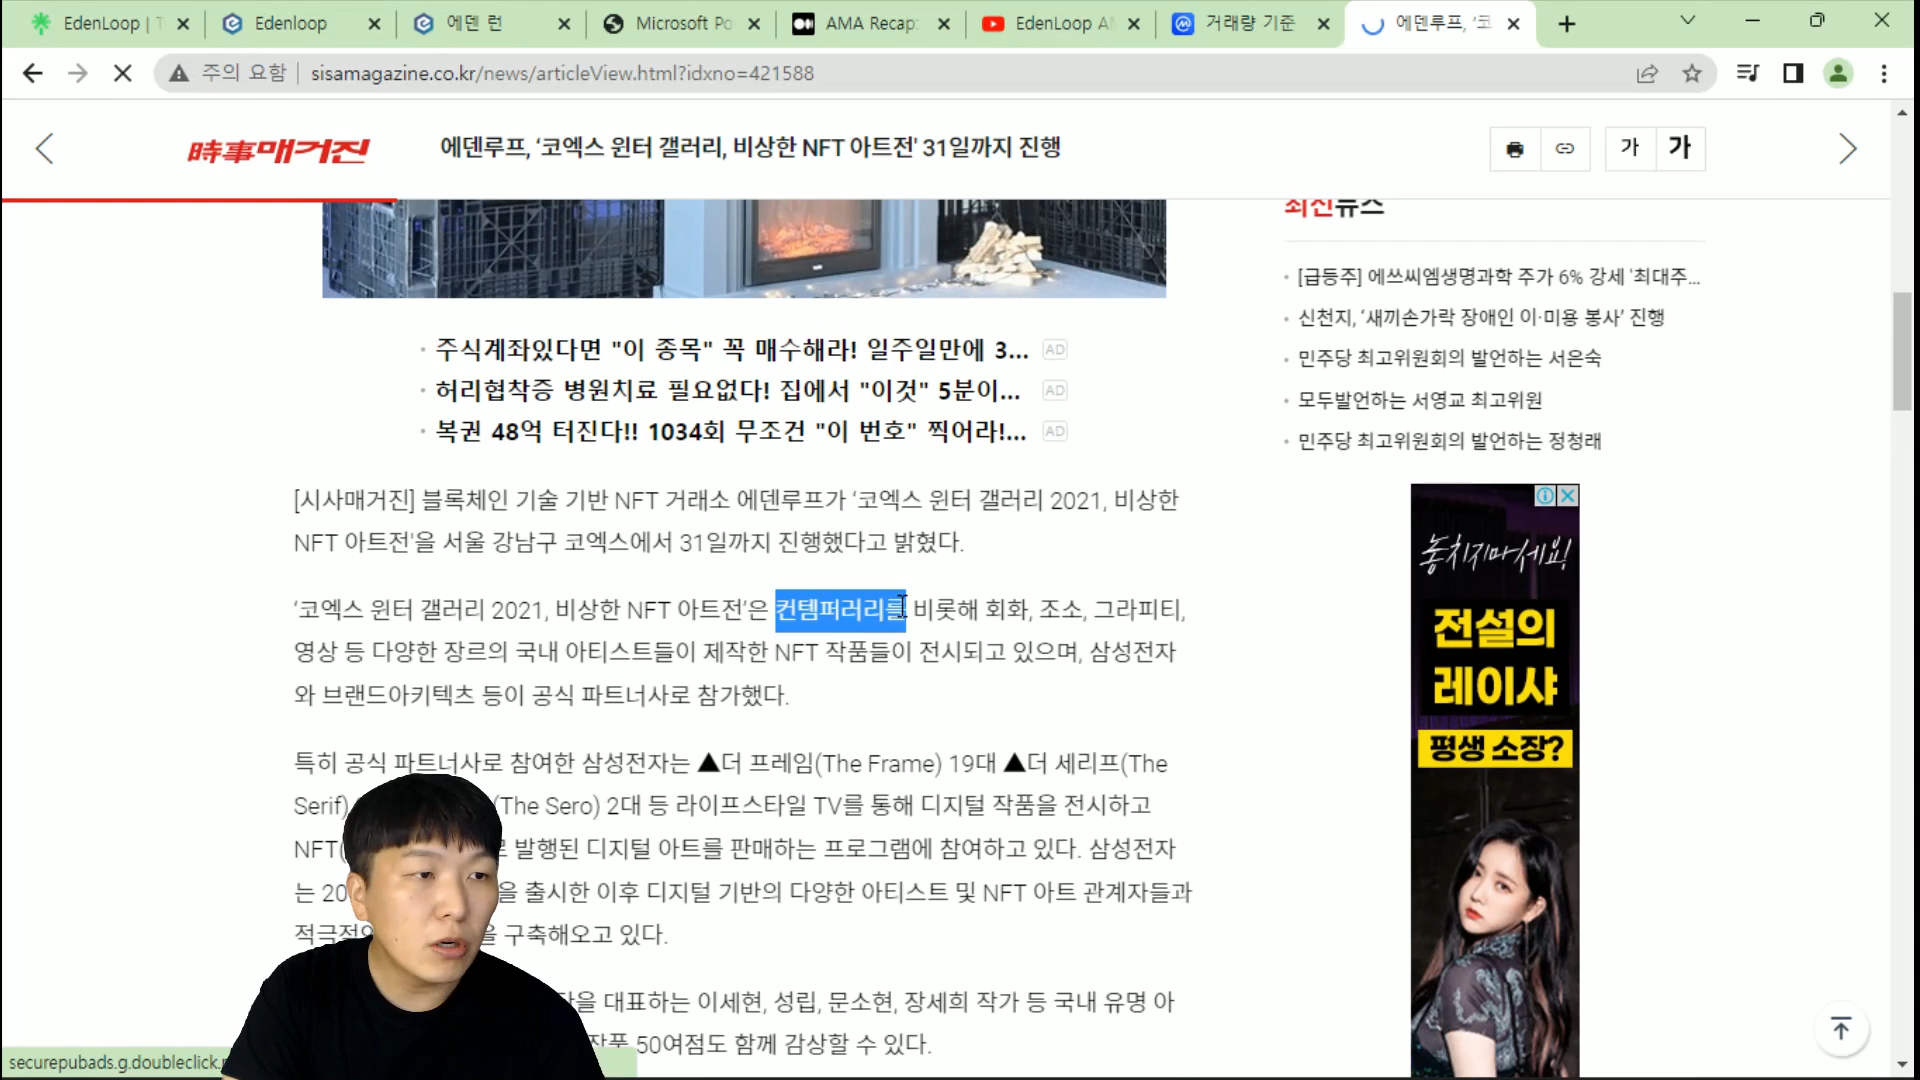 EdenLoop | T
Edenloop
에덴 런
Microsoft Po
AMA Recap:
EdenLoop AM
거래량 기준
에덴루프, ‘코
주의 요함
sisamagazine.co.kr/news/articleView.html?idxno=421588
時事매거진
에덴루프, ‘코엑스 윈터 갤러리, 비상한 NFT 아트전' 31일까지 진행
가 가
최신뉴스
[급등주] 에쓰씨엠생명과학 주가 6% 강세 '최대주...
신천지, ‘새끼손가락 장애인 이·미용 봉사’ 진행
민주당 최고위원회의 발언하는 서은숙
모두발언하는 서영교 최고위원
민주당 최고위원회의 발언하는 정청래
주식계좌있다면 "이 종목" 꼭 매수해라! 일주일만에 3... AD
허리협착증 병원치료 필요없다! 집에서 "이것" 5분이... AD
복권 48억 터진다!! 1034회 무조건 "이 번호" 찍어라!... AD
[시사매거진] 블록체인 기술 기반 NFT 거래소 에덴루프가 ‘코엑스 윈터 갤러리 2021, 비상한
NFT 아트전'을 서울 강남구 코엑스에서 31일까지 진행했다고 밝혔다.
‘코엑스 윈터 갤러리 2021, 비상한 NFT 아트전’은 컨템퍼러리를 비롯해 회화, 조소, 그라피티,
영상 등 다양한 장르의 국내 아티스트들이 제작한 NFT 작품들이 전시되고 있으며, 삼성전자
와 브랜드아키텍츠 등이 공식 파트너사로 참가했다.
특히 공식 파트너사로 참여한 삼성전자는 ▲더 프레임(The Frame) 19대 ▲더 세리프(The
Serif) (The Sero) 2대 등 라이프스타일 TV를 통해 디지털 작품을 전시하고
NFT( 로 발행된 디지털 아트를 판매하는 프로그램에 참여하고 있다. 삼성전자
는 20 을 출시한 이후 디지털 기반의 다양한 아티스트 및 NFT 아트 관계자들과
적극적인 을 구축해오고 있다.
단을 대표하는 이세현, 성립, 문소현, 장세희 작가 등 국내 유명 아
작품 50여점도 함께 감상할 수 있다.
놓치지마세요!
전설의
레이샤
평생 소장?
securepubads.g.doubleclick.